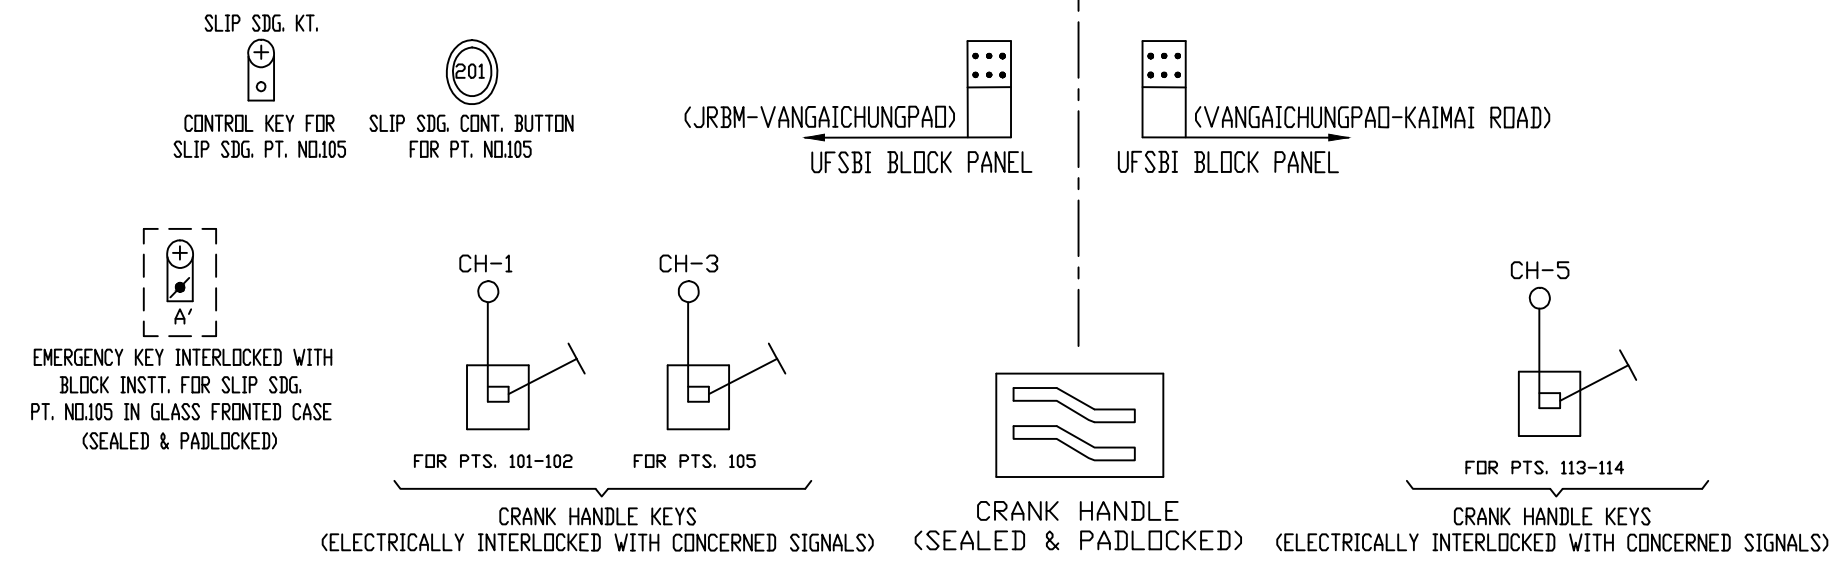 SLIP SDG. KT.
CONTROL KEY FOR
SLIP SDG. PT. NO.105
201
SLIP SDG. CONT. BUTTON
FOR PT. NO.105
(JRBM-VANGAICHUNGPAO)
UFSBI BLOCK PANEL
(VANGAICHUNGPAO-KAIMAI ROAD)
UFSBI BLOCK PANEL
A'
EMERGENCY KEY INTERLOCKED WITH
BLOCK INSTT. FOR SLIP SDG.
PT. NO.105 IN GLASS FRONTED CASE
(SEALED & PADLOCKED)
CH-1
FOR PTS. 101-102
CH-3
FOR PTS. 105
CRANK HANDLE KEYS
(ELECTRICALLY INTERLOCKED WITH CONCERNED SIGNALS)
CRANK HANDLE
(SEALED & PADLOCKED)
CH-5
FOR PTS. 113-114
CRANK HANDLE KEYS
(ELECTRICALLY INTERLOCKED WITH CONCERNED SIGNALS)